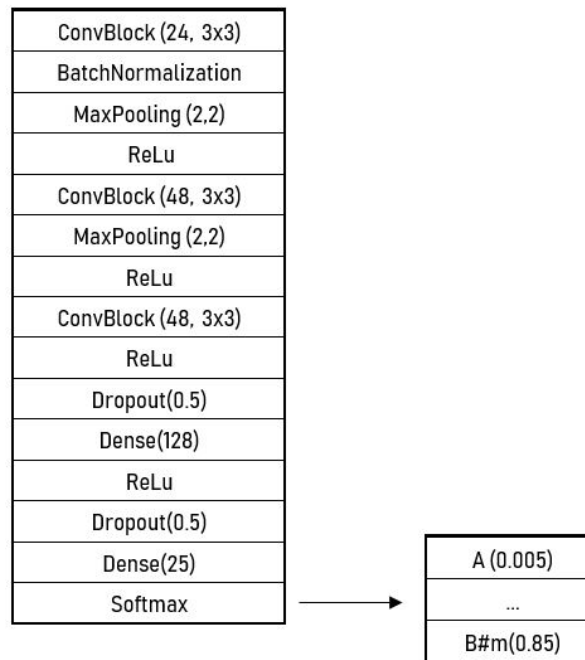 ConvBlock (24, 3x3)
BatchNormalization
MaxPooling (2,2)
ReLu
ConvBlock (48, 3x3)
MaxPooling (2,2)
ReLu
ConvBlock (48, 3x3)
ReLu
Dropout(0.5)
Dense(128)
ReLu
Dropout(0.5)
Dense(25)
Softmax
A (0.005)
...
B#m(0.85)